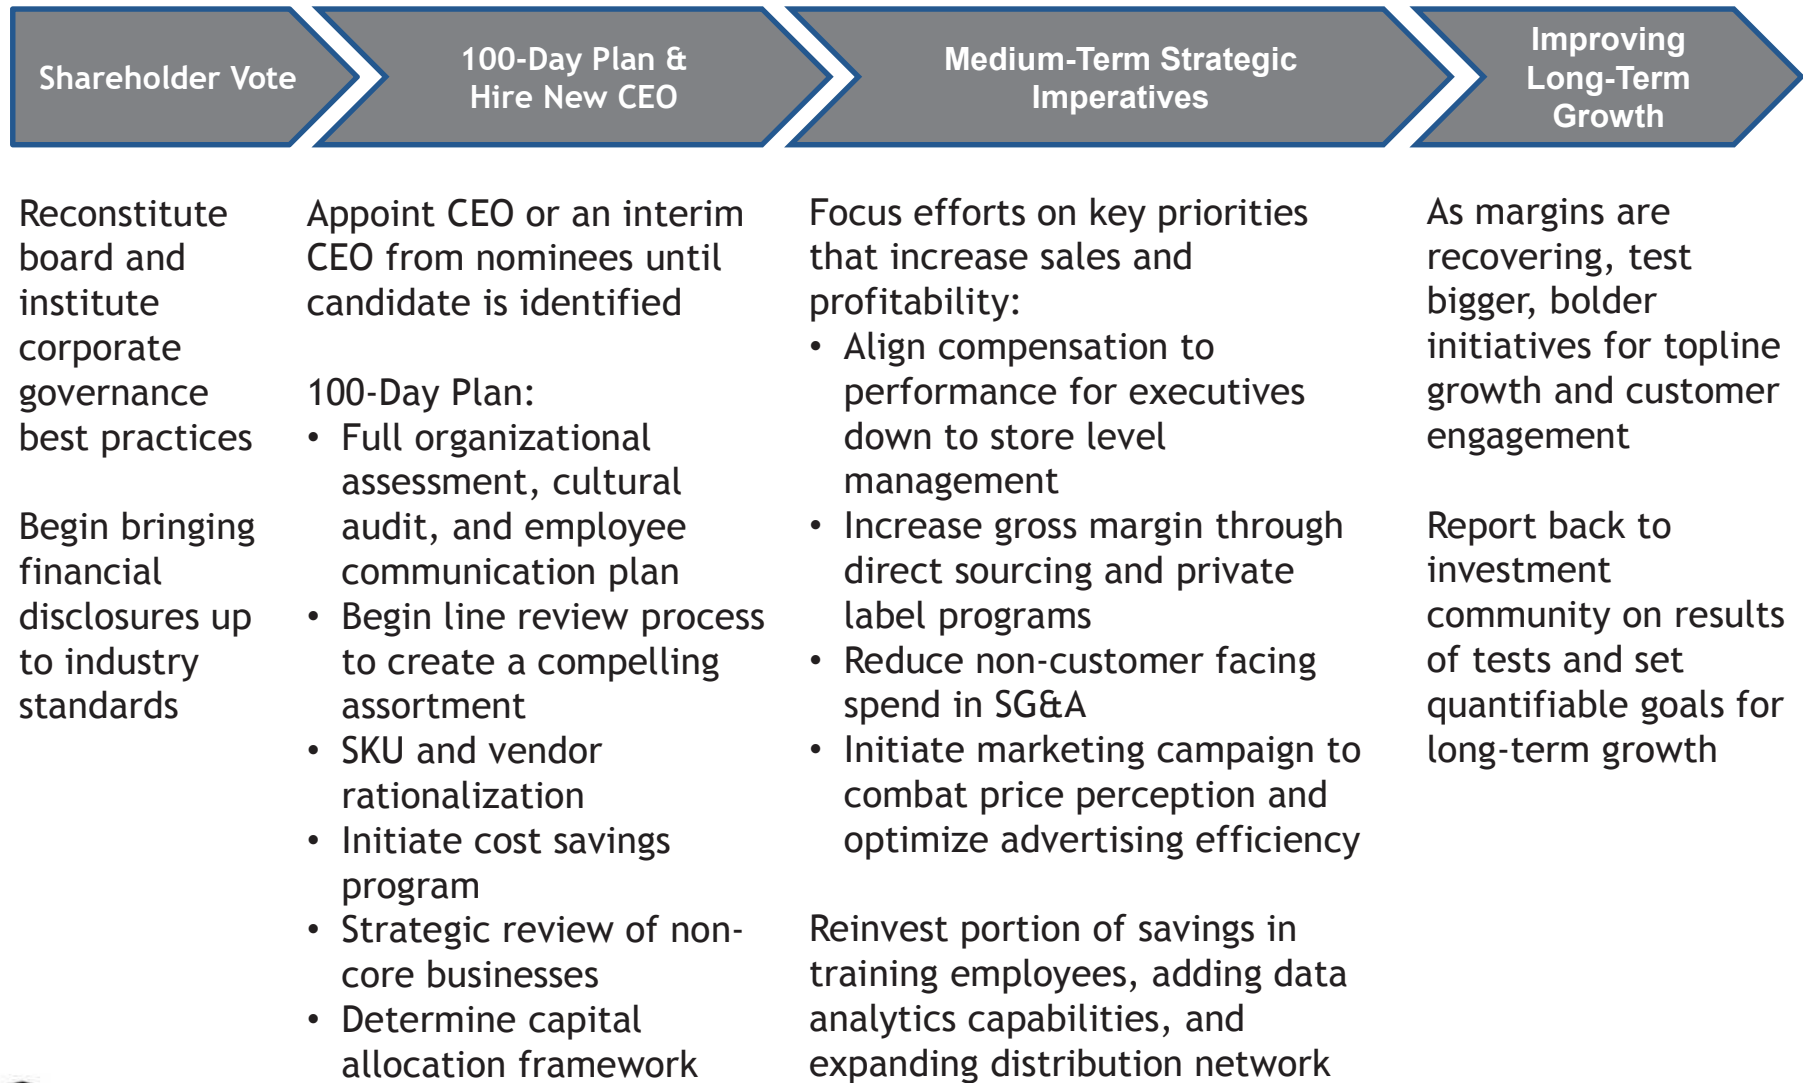 Shareholder Vote
100-Day Plan &
Hire New CEO
Medium-Term Strategic
Imperatives
Improving
Long-Term
Growth
Reconstitute
board and
institute
corporate
governance
best practices
Begin bringing
financial
disclosures up
to industry
standards
Appoint CEO or an interim
CEO from nominees until
candidate is identified
100-Day Plan:
• Full organizational
assessment, cultural
audit, and employee
communication plan
• Begin line review process
to create a compelling
assortment
• SKU and vendor
rationalization
• Initiate cost savings
program
• Strategic review of non-
core businesses
• Determine capital
allocation framework
Focus efforts on key priorities
that increase sales and
profitability:
• Align compensation to
performance for executives
down to store level
management
• Increase gross margin through
direct sourcing and private
label programs
• Reduce non-customer facing
spend in SG&A
• Initiate marketing campaign to
combat price perception and
optimize advertising efficiency
Reinvest portion of savings in
training employees, adding data
analytics capabilities, and
expanding distribution network
As margins are
recovering, test
bigger, bolder
initiatives for topline
growth and customer
engagement
Report back to
investment
community on results
of tests and set
quantifiable goals for
long-term growth